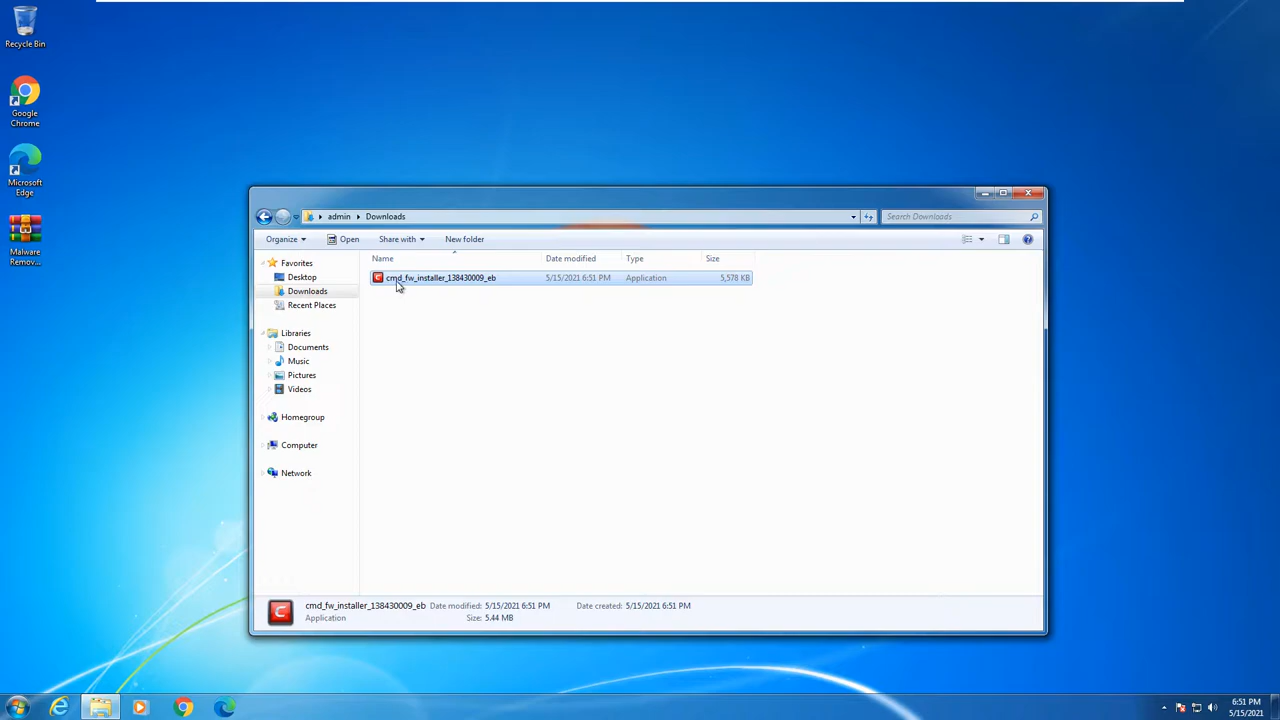 Recycle Bin
Google
Chrome
Microsoft
Edge
Malware
Remov...
admin
Downloads
Search Downloads
Organize
Open
Share with
New folder
Name
Date modified
Type
Size
Favorites
cmd_fw_installer_138430009_eb
5/15/2021 6:51 PM
Application
5,578 KB
Desktop
Downloads
Recent Places
Libraries
Documents
Music
Pictures
Videos
Homegroup
Computer
Network
cmd_fw_installer_138430009_eb Date modified: 5/15/2021 6:51 PM Date created: 5/15/2021 6:51 PM
Application Size: 5.44 MB
6:51 PM
5/15/2021